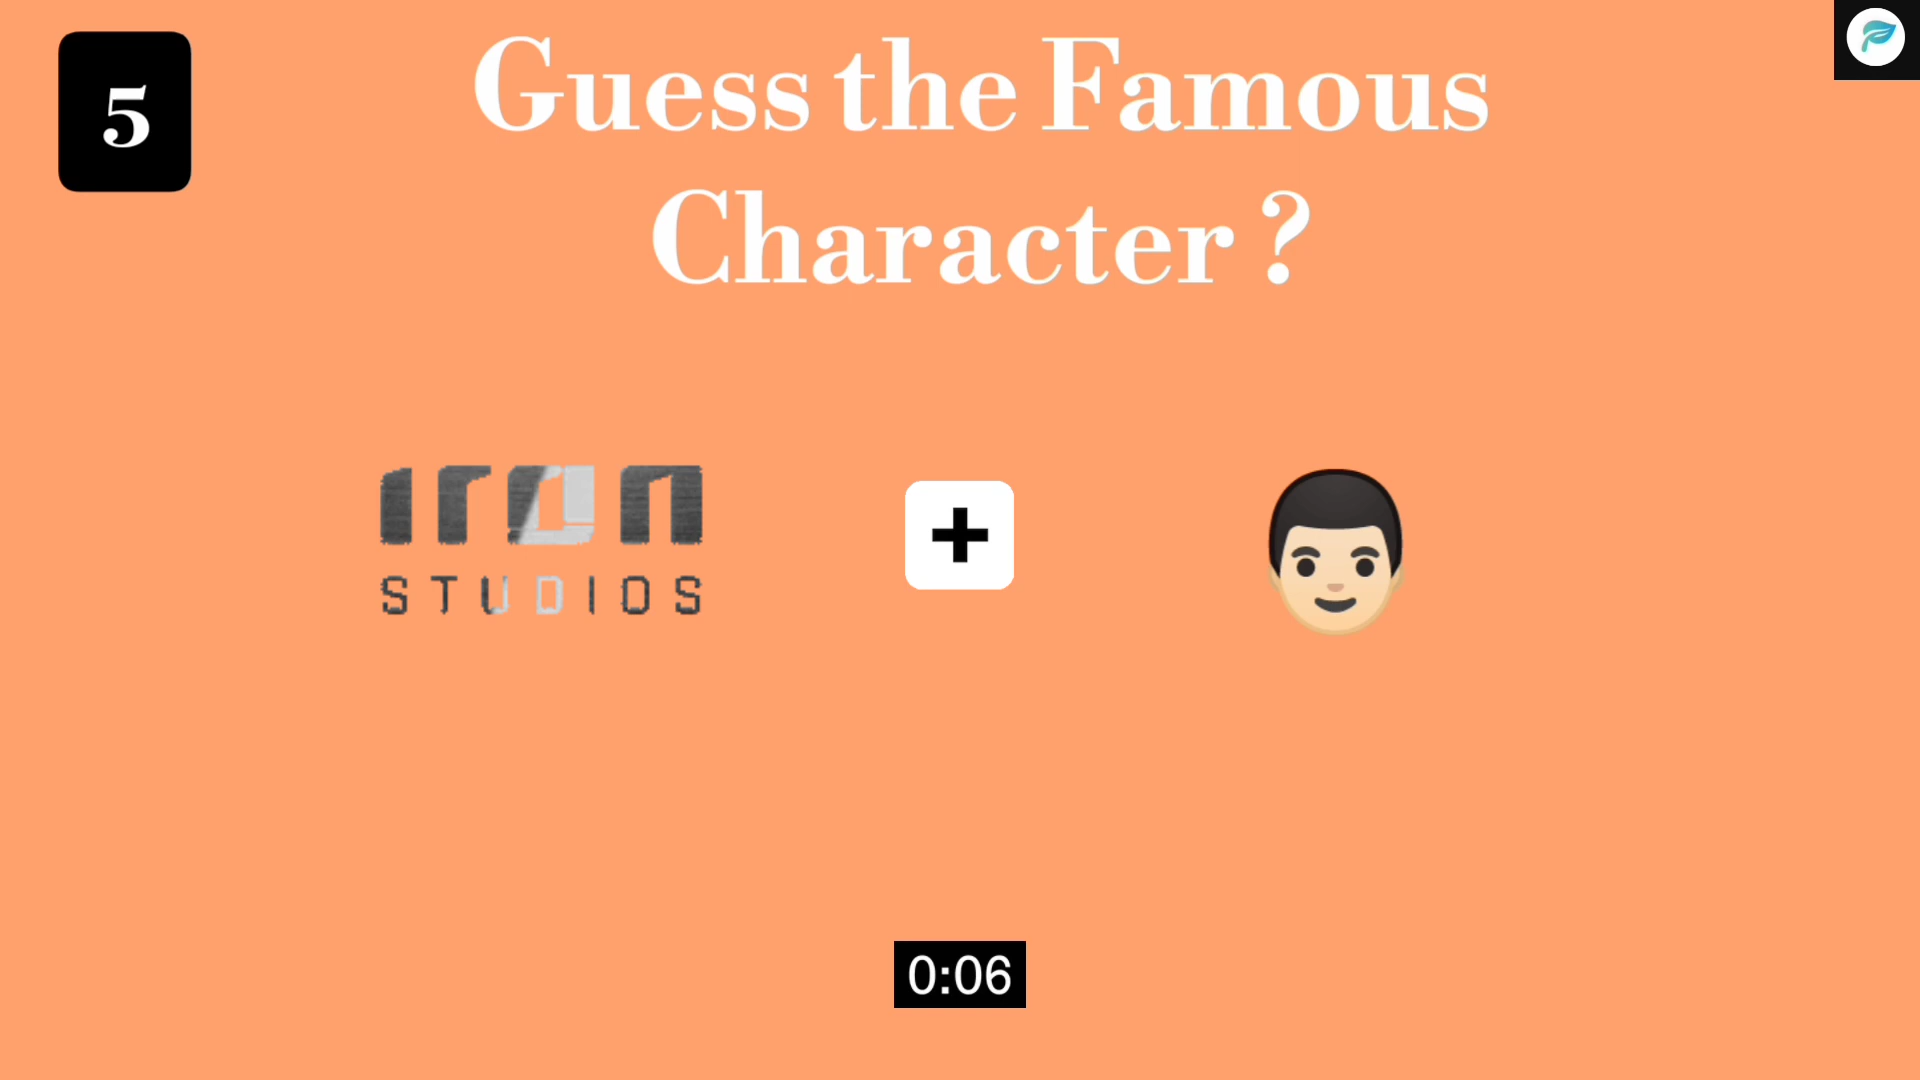 5
Guess the Famous
Character ?
iron
STUDIOS
+
0:06